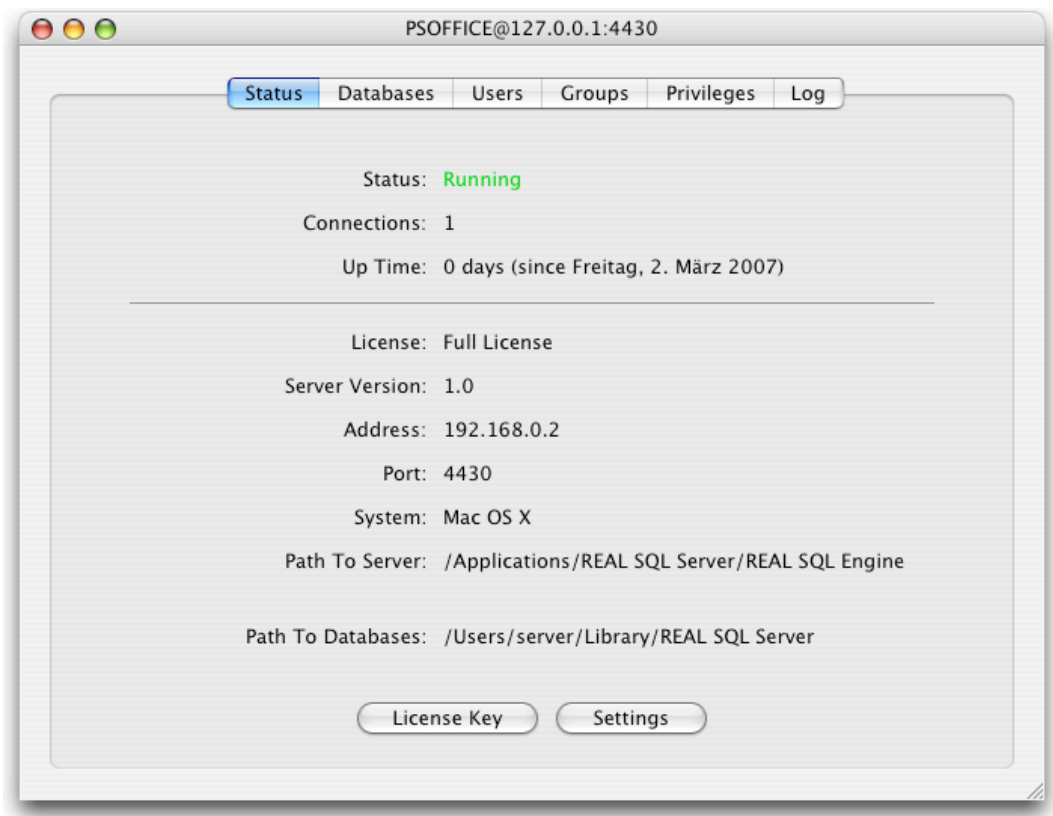 PSOFFICE@127.0.0.1:4430
Status Databases Users Groups Privileges Log
Status: Running
Connections: 1
Up Time: 0 days (since Freitag, 2. März 2007)
License: Full License
Server Version: 1.0
Address: 192.168.0.2
Port: 4430
System: Mac OS X
Path To Server: /Applications/REAL SQL Server/REAL SQL Engine
Path To Databases: /Users/server/Library/REAL SQL Server
License Key Settings